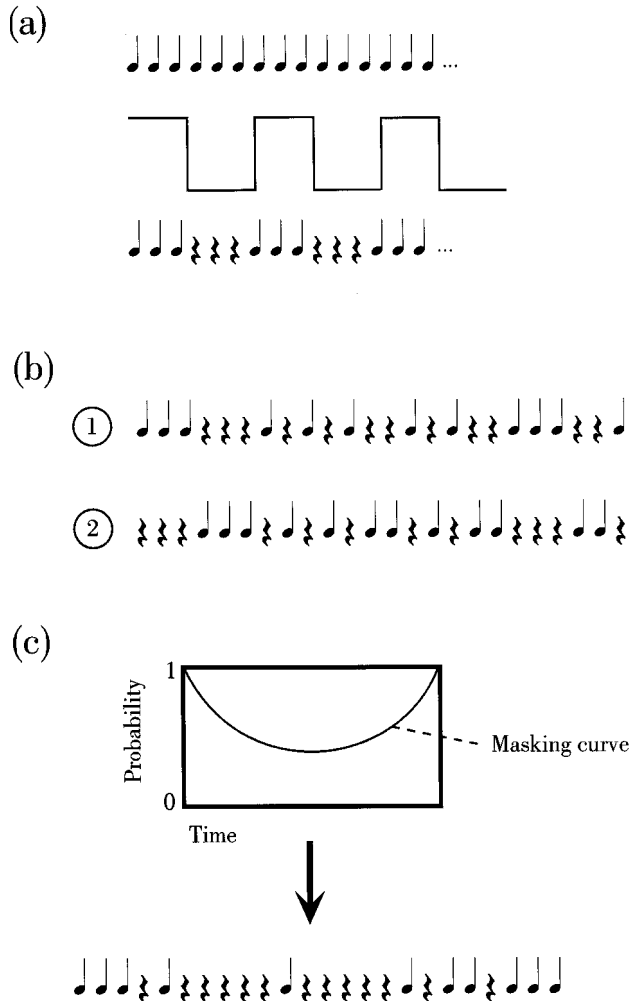 (a)
...
...
(b)
1
2
(c)
1
Probability
0
Masking curve
Time